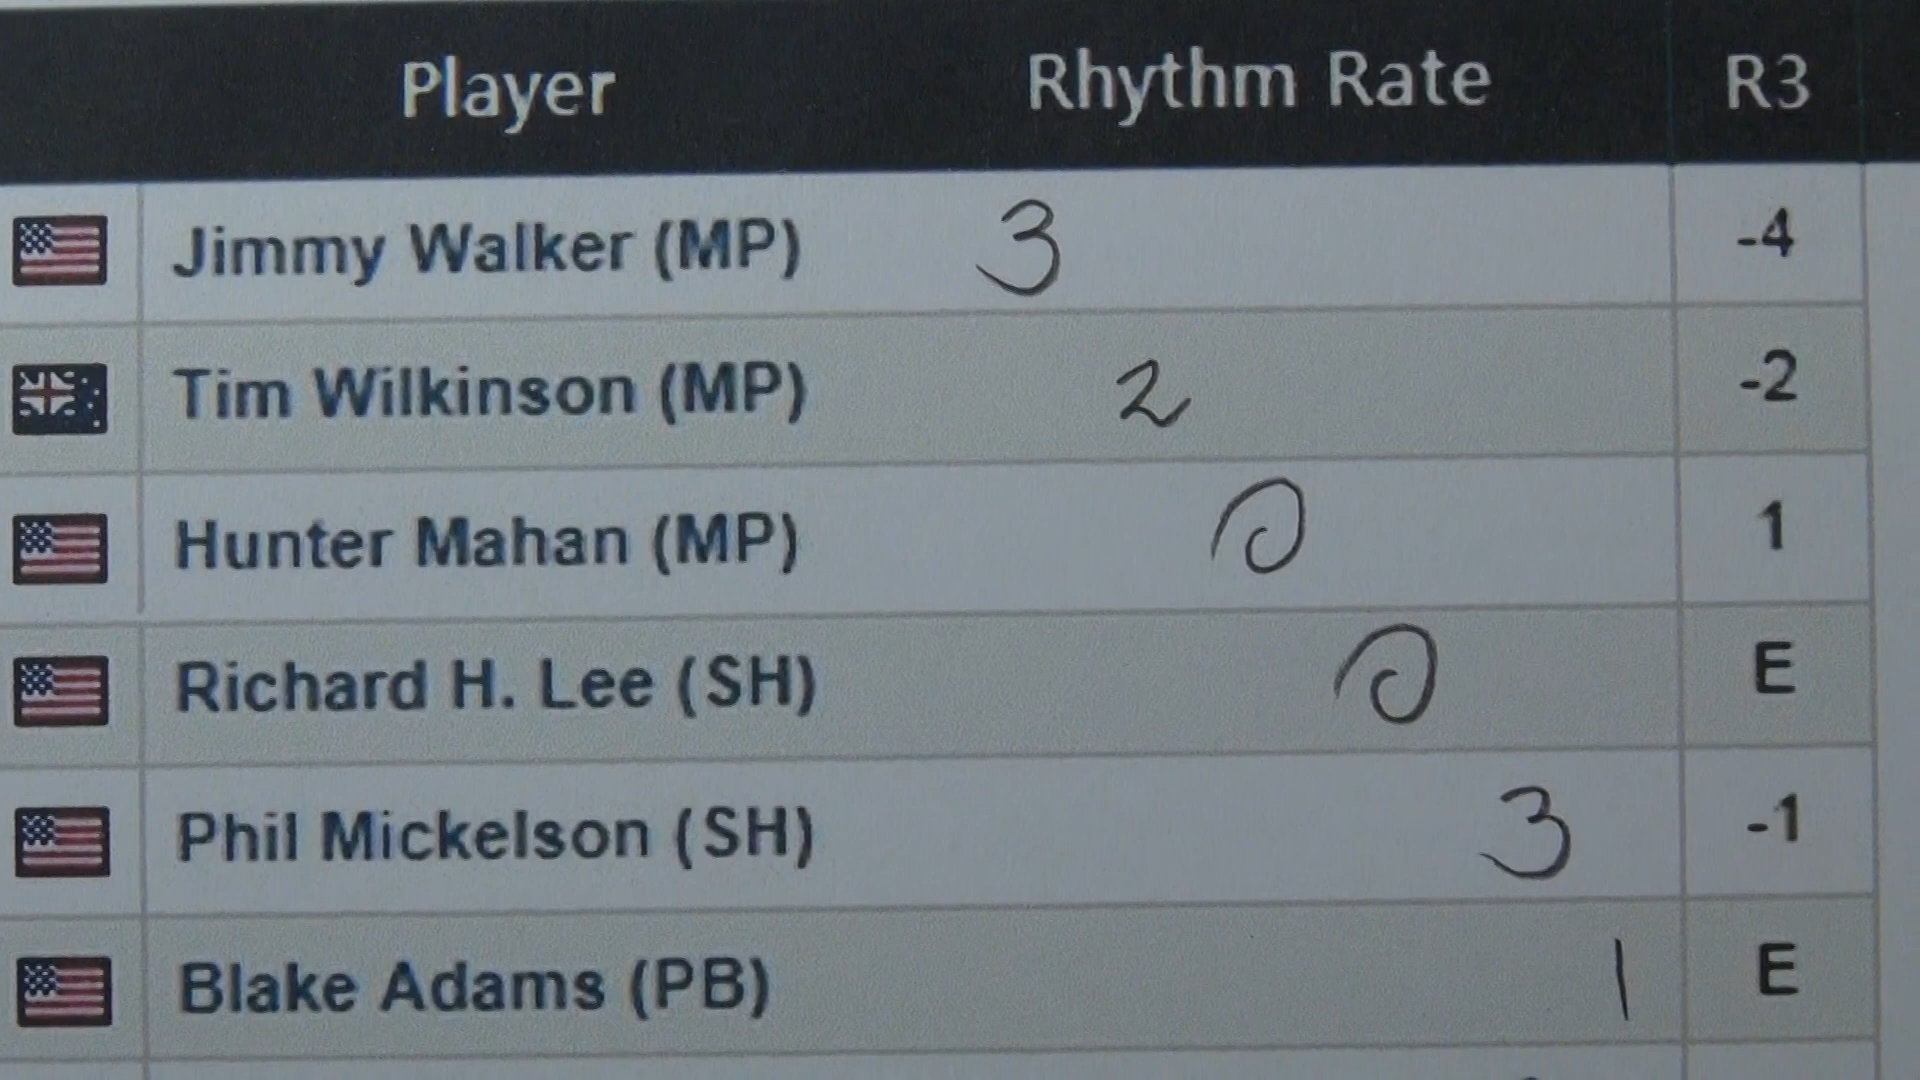 Player Rhythm Rate R3
Jimmy Walker (MP) 3 -4
Tim Wilkinson (MP) 2 -2
Hunter Mahan (MP) 0 1
Richard H. Lee (SH) 0 E
Phil Mickelson (SH) 3 -1
Blake Adams (PB) 1 E